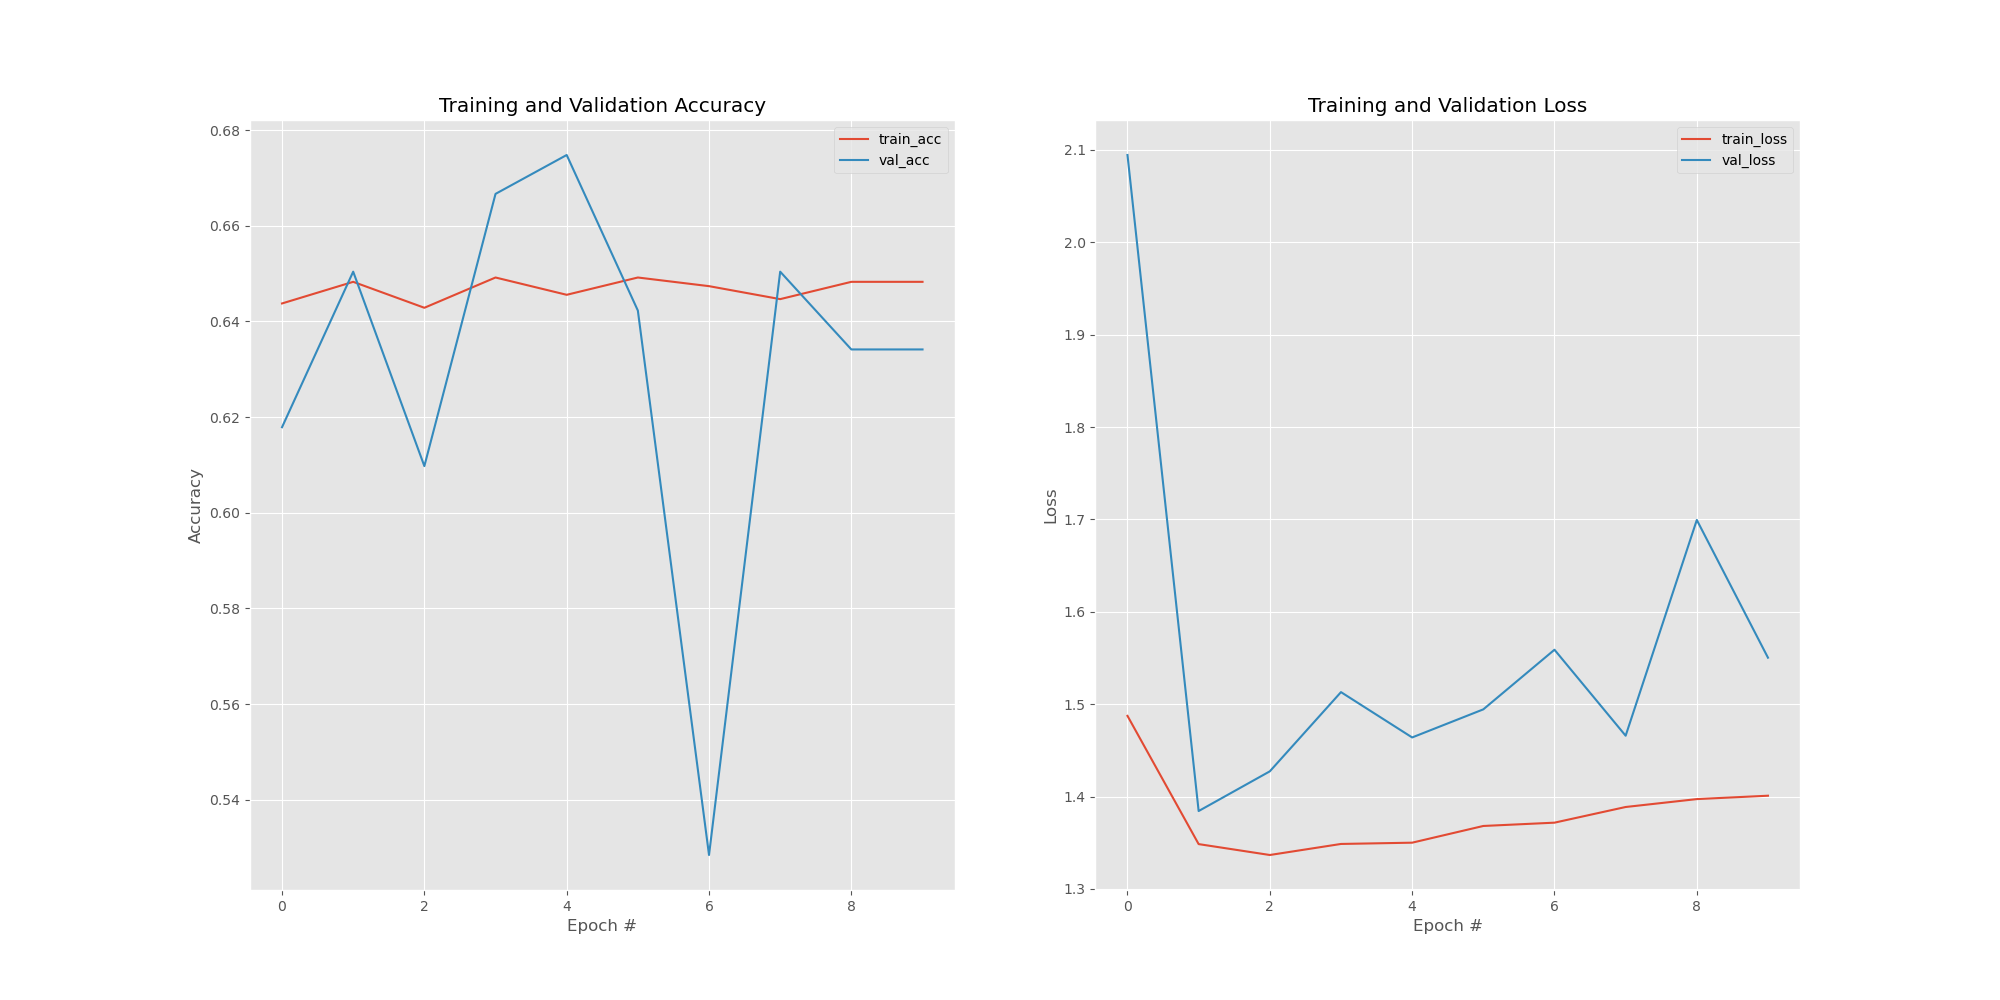 Training and Validation Accuracy
train_acc
val_acc
0.68
0.66
0.64
0.62
0.60
0.58
0.56
0.54
Accuracy
0 2 4 6 8
Epoch #
Training and Validation Loss
train_loss
val_loss
2.1
2.0
1.9
1.8
1.7
1.6
1.5
1.4
1.3
Loss
0 2 4 6 8
Epoch #